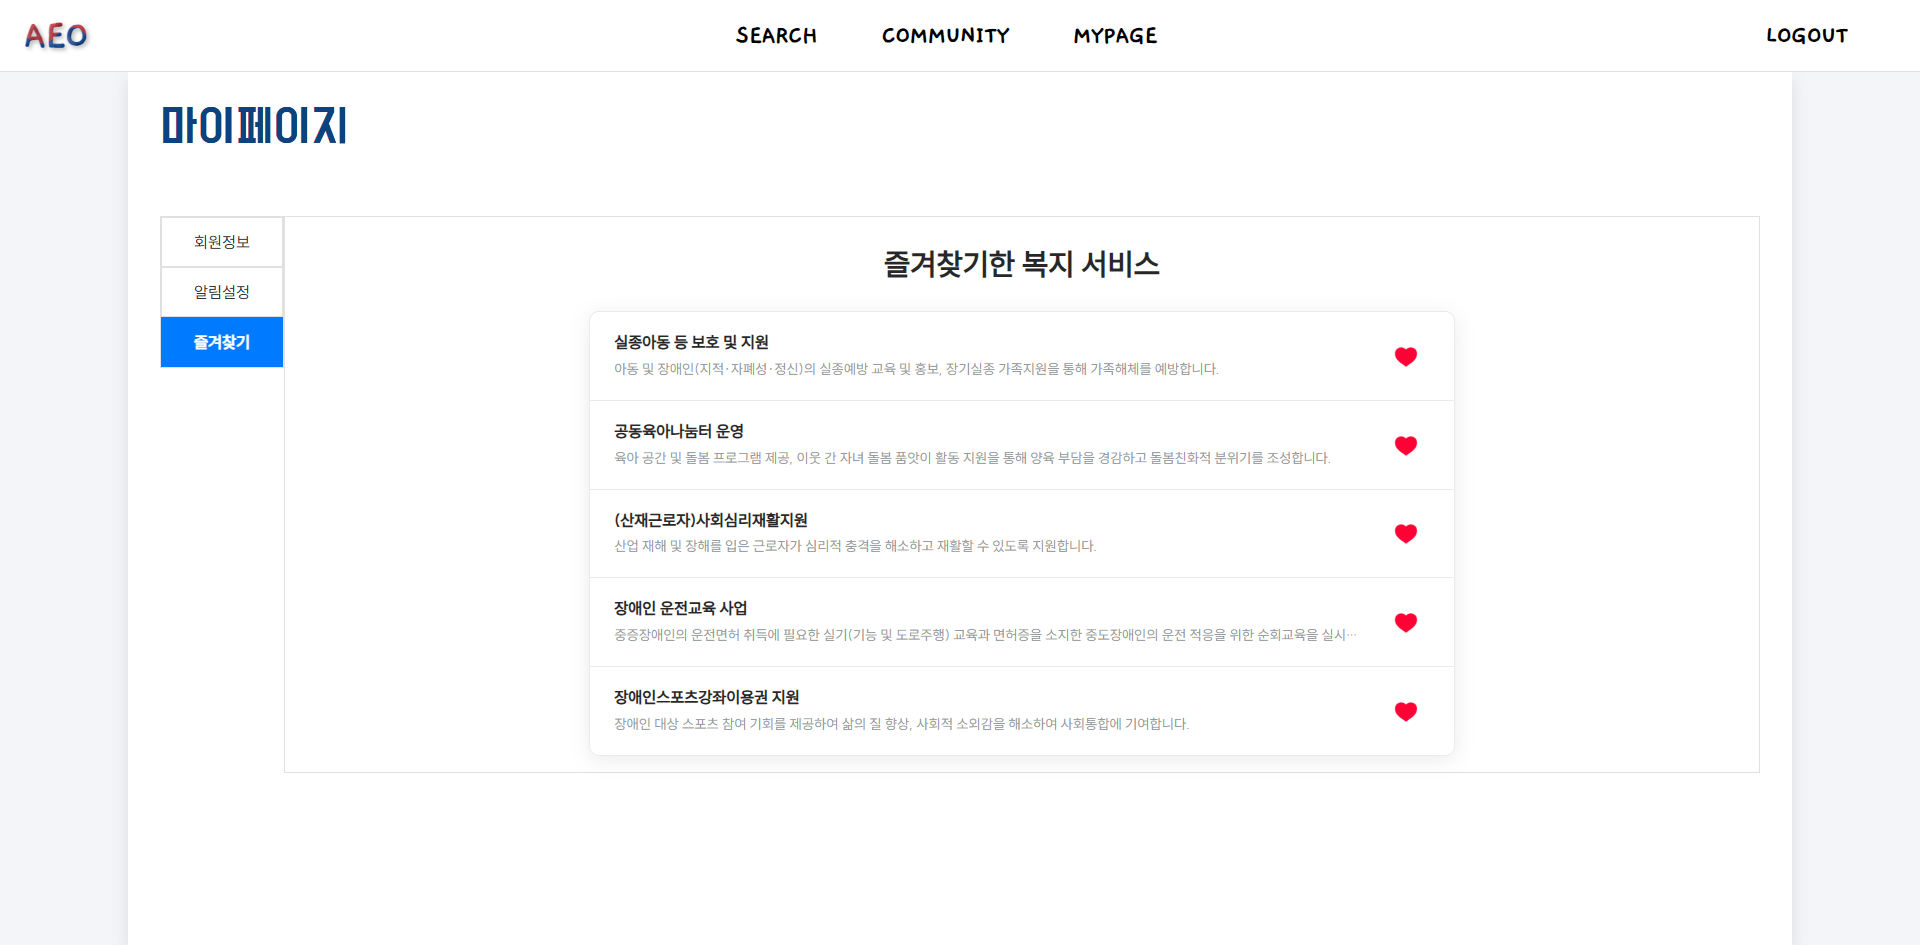 AEO
SEARCH
COMMUNITY
MYPAGE
LOGOUT
마이페이지
회원정보
알림설정
즐겨찾기
즐겨찾기한 복지 서비스
실종아동 등 보호 및 지원
아동 및 장애인(지적·자폐성·정신)의 실종예방 교육 및 홍보, 장기실종 가족지원을 통해 가족해체를 예방합니다.
공동육아나눔터 운영
육아 공간 및 돌봄 프로그램 제공, 이웃 간 자녀 돌봄 품앗이 활동 지원을 통해 양육 부담을 경감하고 돌봄친화적 분위기를 조성합니다.
(산재근로자)사회심리재활지원
산업 재해 및 장해를 입은 근로자가 심리적 충격을 해소하고 재활할 수 있도록 지원합니다.
장애인 운전교육 사업
중증장애인의 운전면허 취득에 필요한 실기(기능 및 도로주행) 교육과 면허증을 소지한 중도장애인의 운전 적응을 위한 순회교육을 실시…
장애인스포츠강좌이용권 지원
장애인 대상 스포츠 참여 기회를 제공하여 삶의 질 향상, 사회적 소외감을 해소하여 사회통합에 기여합니다.